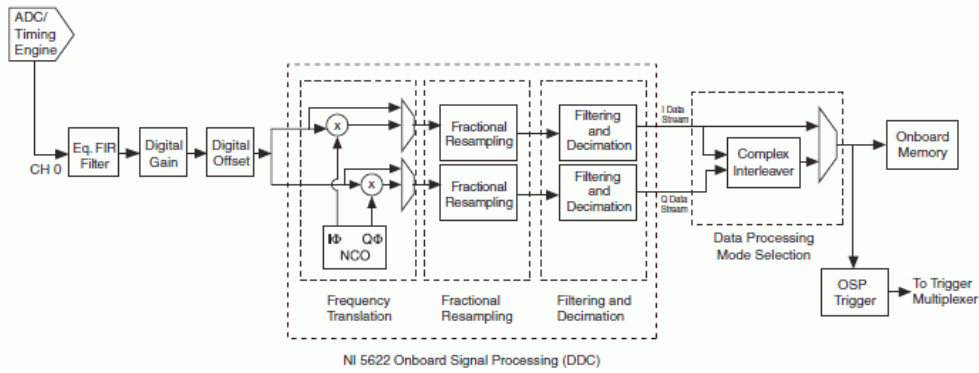 ADC/
Timing
Engine
CH 0
Eq. FIR
Filter
Digital
Gain
Digital
Offset
X
X
IΦ QΦ
NCO
Frequency
Translation
Fractional
Resampling
Fractional
Resampling
Fractional
Resampling
Filtering
and
Decimation
Filtering
and
Decimation
Filtering and
Decimation
I Data
Stream
Q Data
Stream
Complex
Interleaver
Data Processing
Mode Selection
Onboard
Memory
OSP
Trigger
To Trigger
Multiplexer
NI 5622 Onboard Signal Processing (DDC)